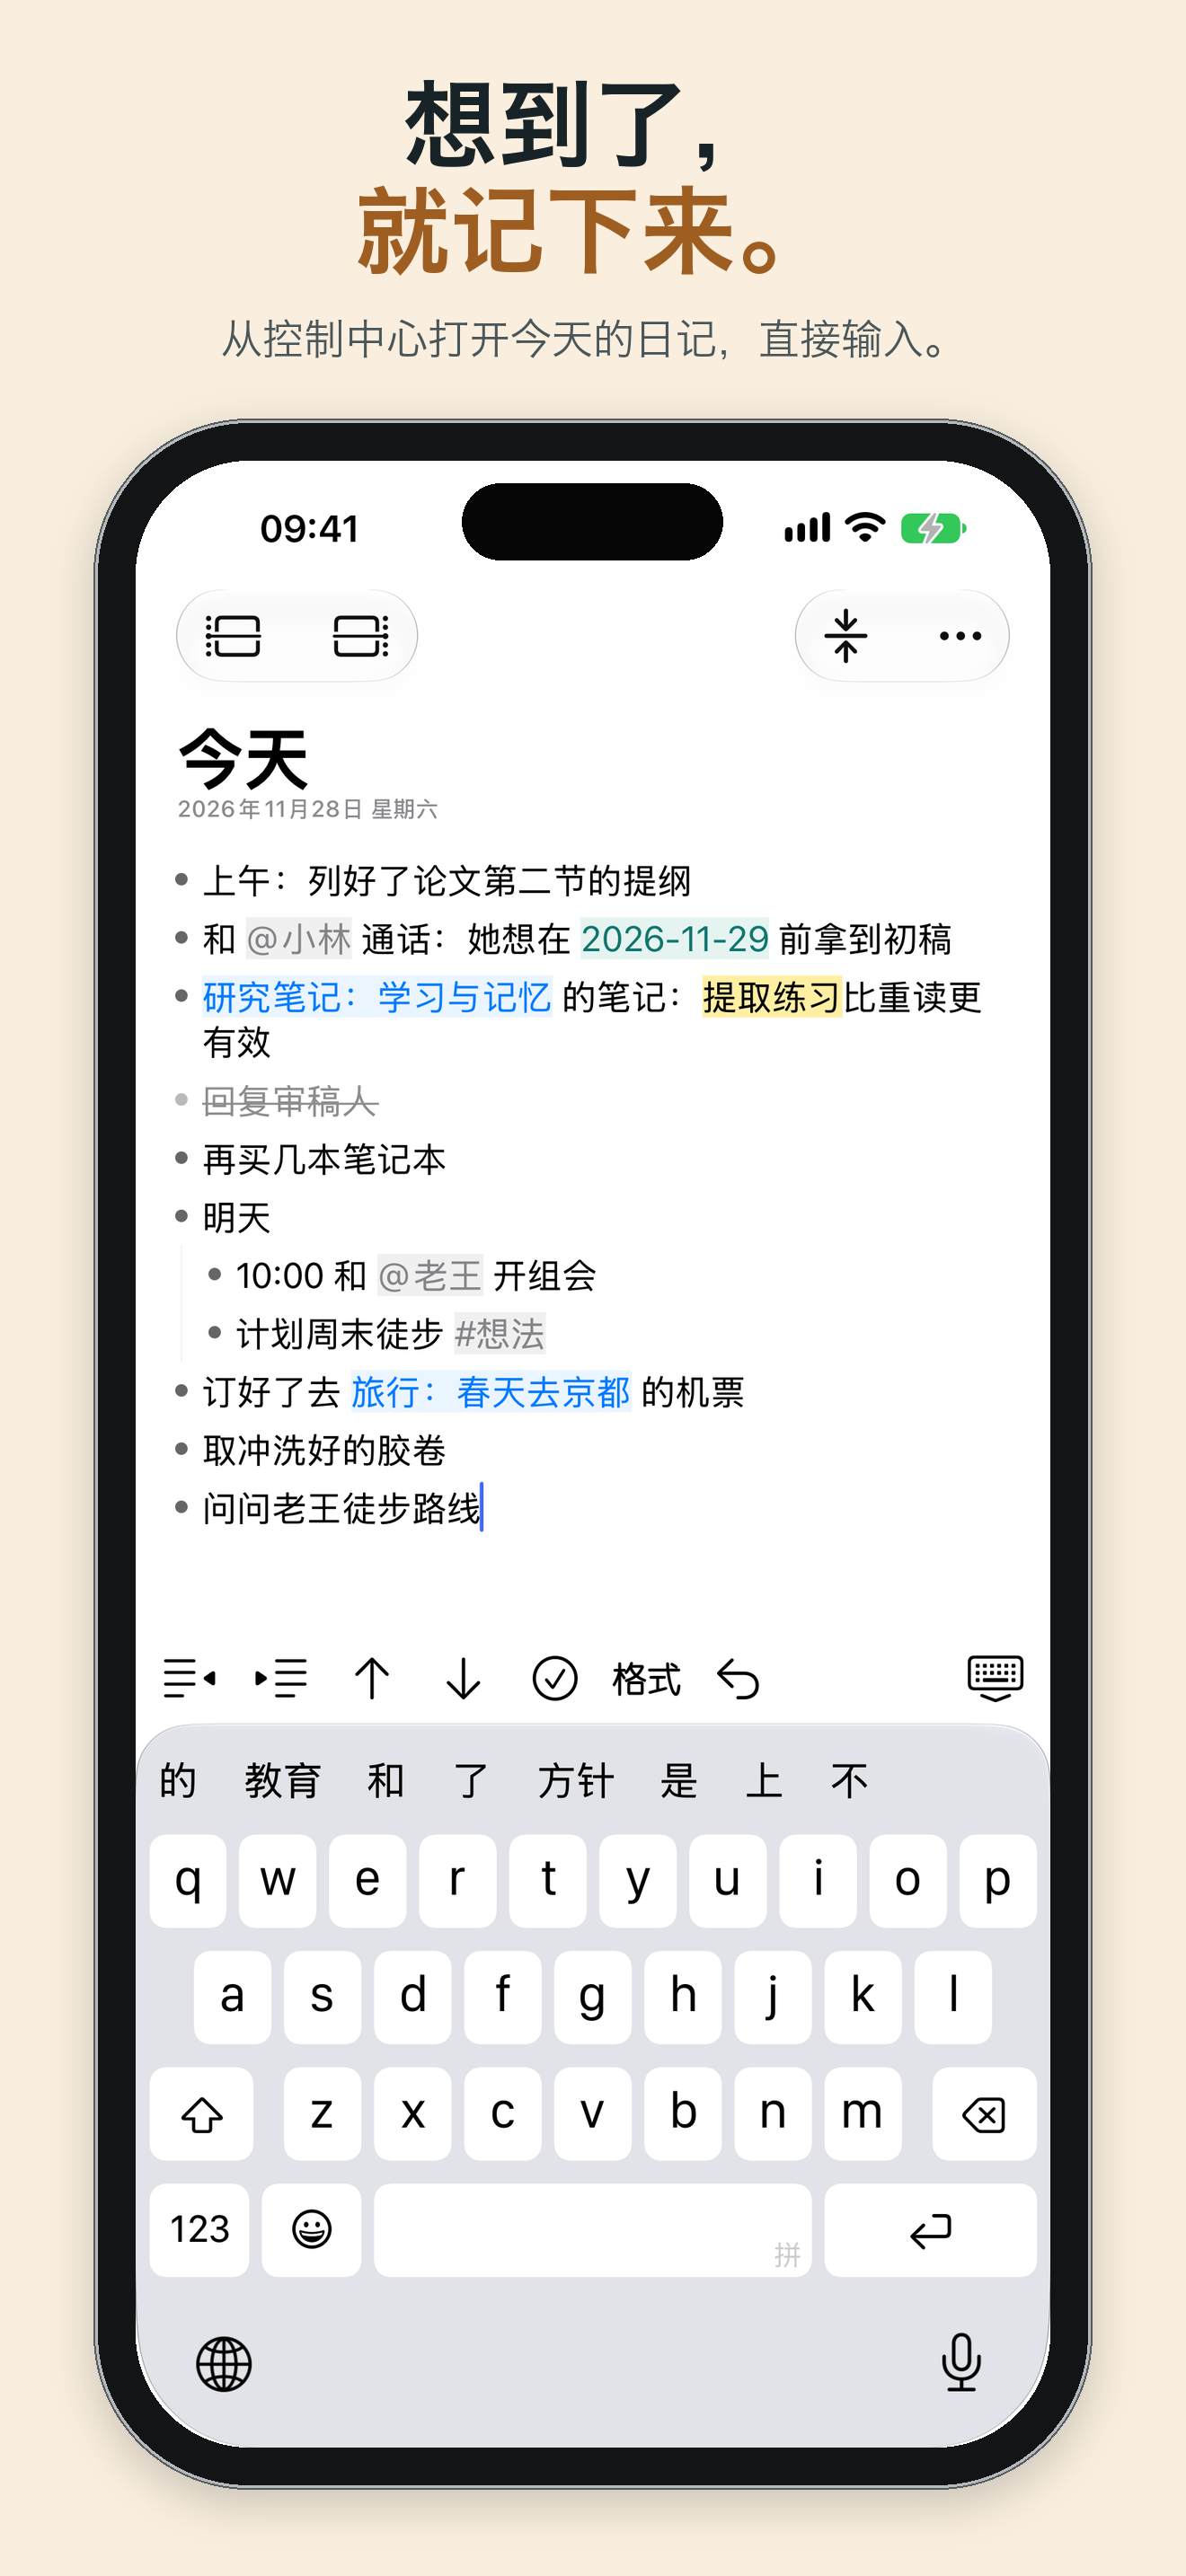 想到了，
就记下来。
从控制中心打开今天的日记，直接输入。
09:41
今天
2026年11月28日 星期六
上午：列好了论文第二节的提纲
和 @小林 通话：她想在 2026-11-29 前拿到初稿
研究笔记：学习与记忆 的笔记：提取练习比重读更
有效
回复审稿人
再买几本笔记本
明天
10:00 和 @老王 开组会
计划周末徒步 #想法
订好了去 旅行：春天去京都 的机票
取冲洗好的胶卷
问问老王徒步路线
格式
的 教育 和 了 方针 是 上 不
q w e r t y u i o p
a s d f g h j k l
z x c v b n m
123 拼